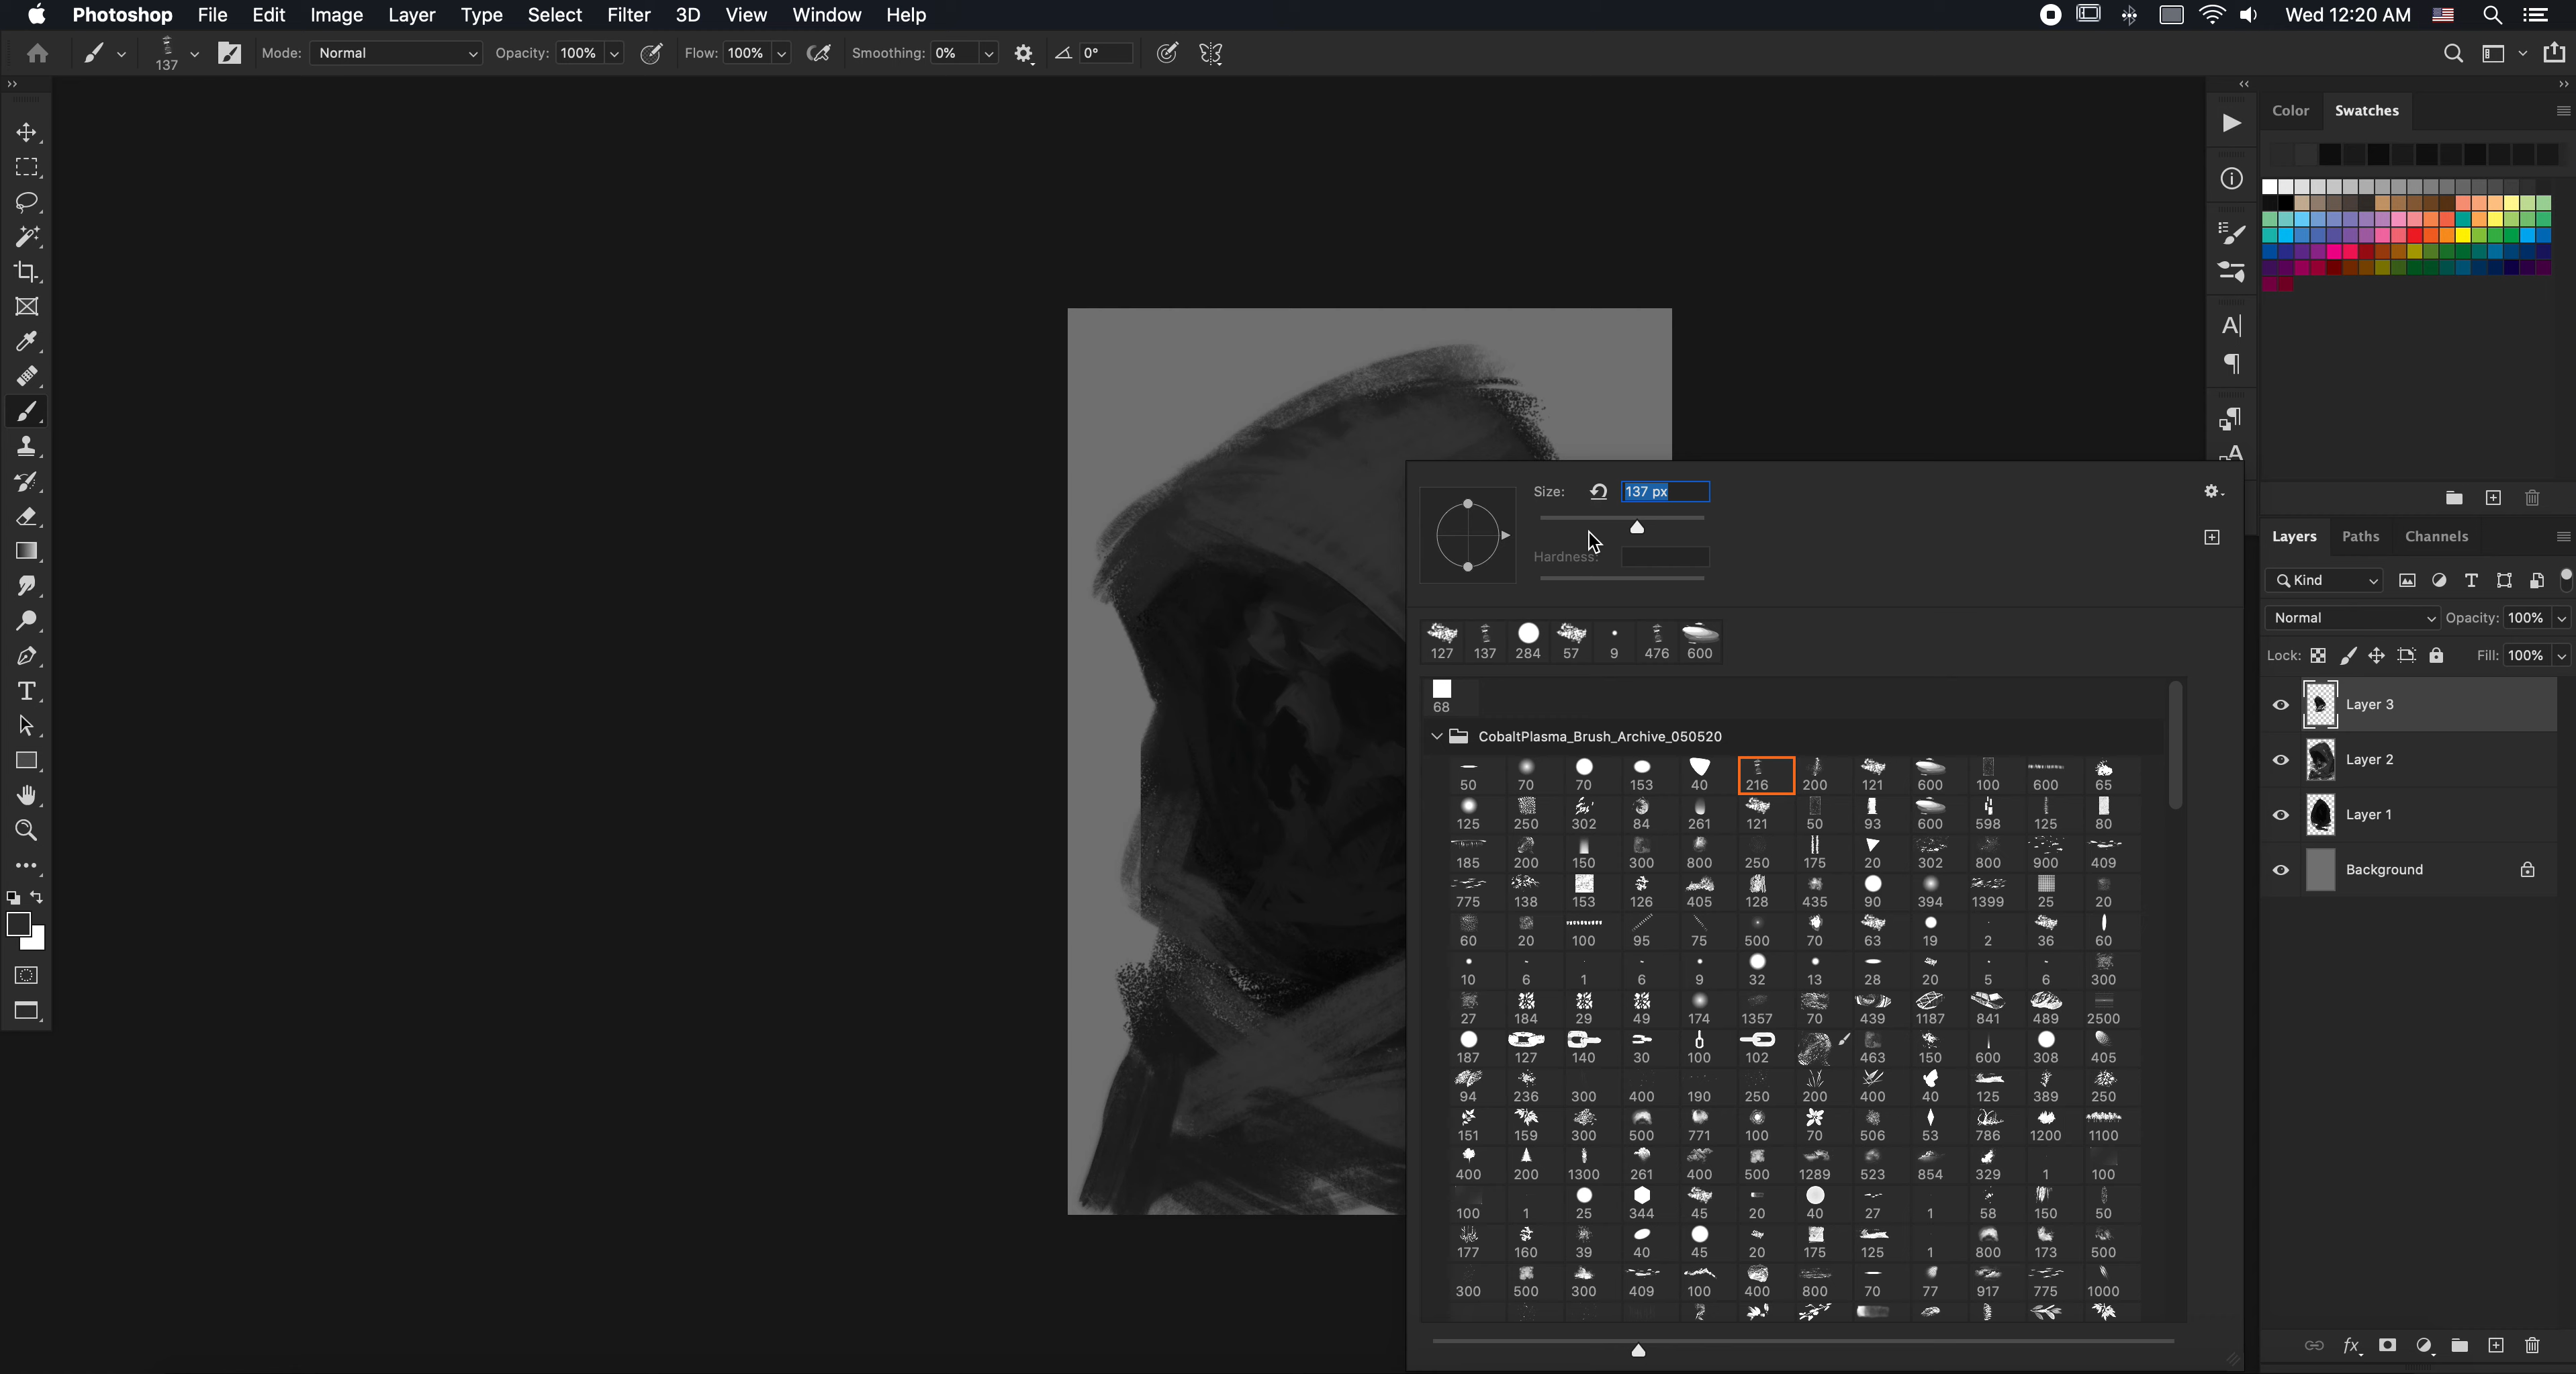 Photoshop File Edit Image Layer Type Select Filter 3D View Window Help Wed 12:20 AM
137 Mode: Normal Opacity: 100% Flow: 100% Smoothing: 0% 0°
Color Swatches
Size: 137 px
Hardness:
127 137 284 57 9 476 600
68
CobaltPlasma_Brush_Archive_050520
50 70 70 153 40 216 200 121 600 100 600 65
125 250 302 84 261 121 50 93 600 598 125 80
185 200 150 300 800 250 175 20 302 800 900 409
775 138 153 126 405 128 435 90 394 1399 25 20
60 20 100 95 75 500 70 63 19 2 36 60
10 6 1 6 9 32 13 28 20 5 6 300
27 184 29 49 174 1357 70 439 1187 841 489 2500
187 127 140 30 100 102 463 150 600 308 405
94 236 300 400 190 250 200 400 40 125 389 250
151 159 300 500 771 100 70 506 53 786 1200 1100
400 200 1300 261 400 500 1289 523 854 329 1 100
100 1 25 344 45 20 40 27 1 58 150 50
177 160 39 40 45 20 175 125 1 800 173 500
300 500 300 409 100 400 800 70 77 917 775 1000
Layers Paths Channels
Kind
Normal Opacity: 100%
Lock: Fill: 100%
Layer 3
Layer 2
Layer 1
Background